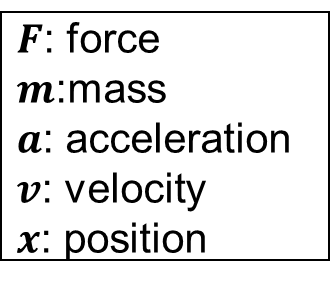 F: force
m:mass
a: acceleration
v: velocity
x: position